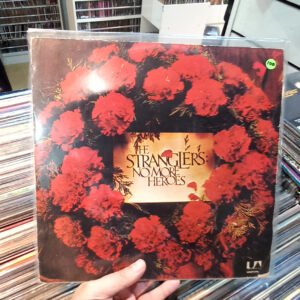 THE
STRANGLERS
NO MORE
HEROES